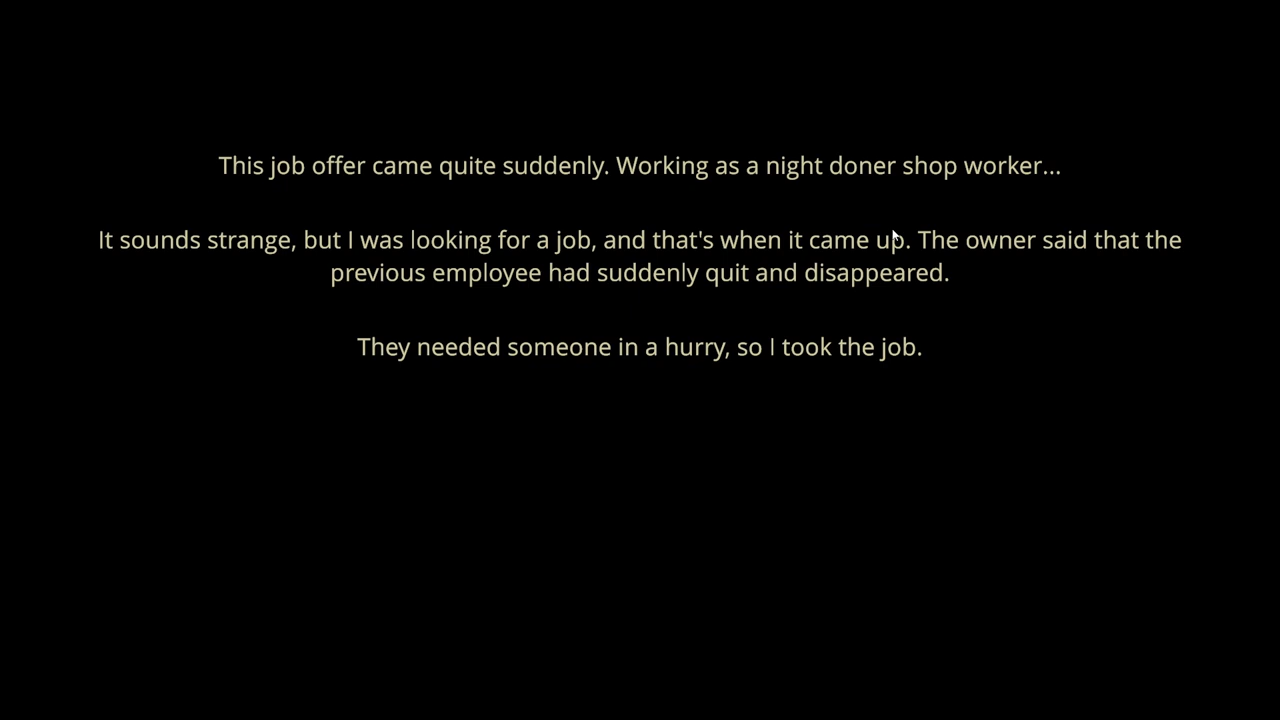 This job offer came quite suddenly. Working as a night doner shop worker...
It sounds strange, but I was looking for a job, and that's when it came up. The owner said that the
previous employee had suddenly quit and disappeared.
They needed someone in a hurry, so I took the job.